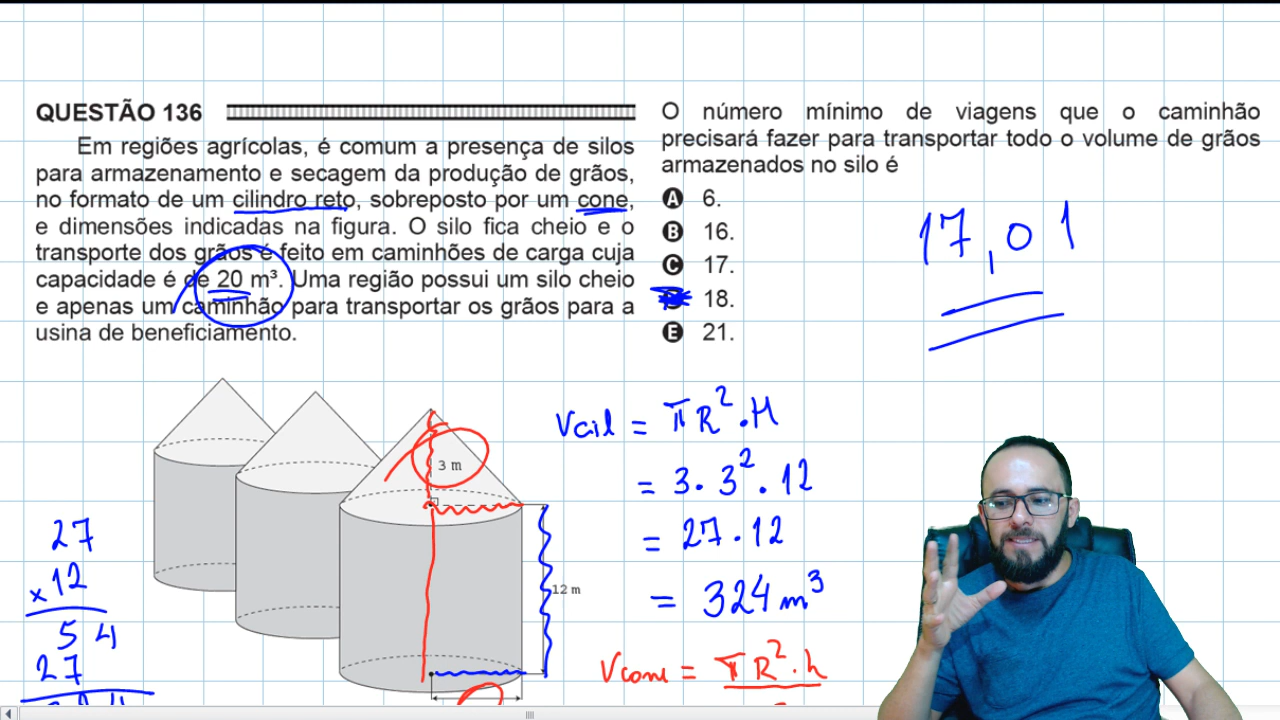 QUESTÃO 136
Em regiões agrícolas, é comum a presença de silos
para armazenamento e secagem da produção de grãos,
no formato de um cilindro reto, sobreposto por um cone,
e dimensões indicadas na figura. O silo fica cheio e o
transporte dos grãos é feito em caminhões de carga cuja
capacidade é de 20 m³. Uma região possui um silo cheio
e apenas um caminhão para transportar os grãos para a
usina de beneficiamento.
O número mínimo de viagens que o caminhão
precisará fazer para transportar todo o volume de grãos
armazenados no silo é
A 6.
B 16.
C 17.
18.
E 21.
17,01
3 m
12 m
Vcil = πR².H
= 3.3².12
= 27.12
= 324 m³
Vcone = πR².h
27
x12
54
27